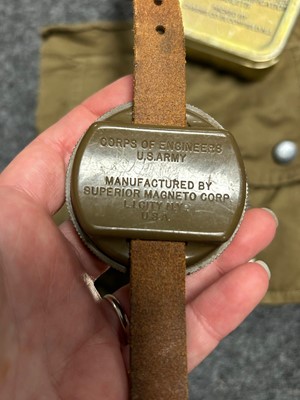 CORPS OF ENGINEERS
U.S.ARMY
MANUFACTURED BY
SUPERIOR MAGNETO CORP.
L.I.CITY N.Y.
U.S.A.